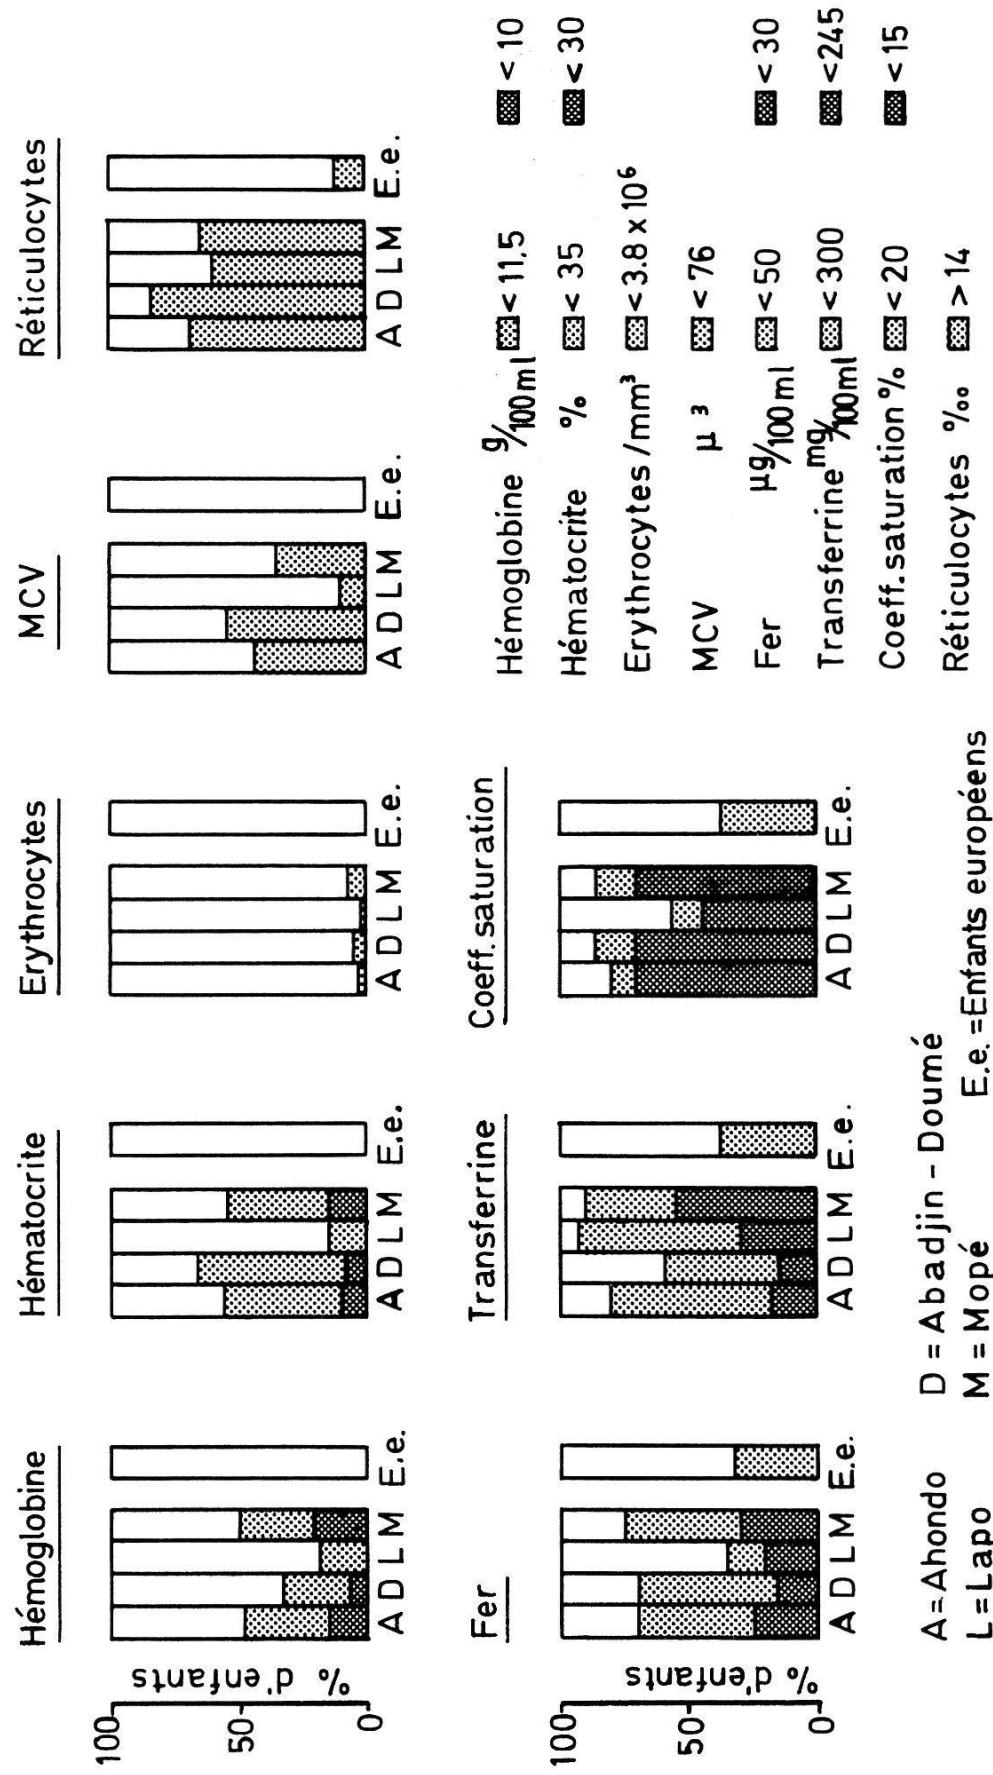 Hémoglobine
Hématocrite
Erythrocytes
MCV
Réticulocytes
% d'enfants
100
50
0
A D L M E.e.
A D L M E.e.
A D L M E.e.
A D L M E.e.
A D L M E.e.
Fer
Transferrine
Coeff. saturation
% d'enfants
100
50
0
A D L M E.e.
A D L M E.e.
A D L M E.e.
Hémoglobine g/100ml < 11,5 < 10
Hématocrite % < 35 < 30
Erythrocytes /mm³ < 3.8 x 10⁶
MCV µ³ < 76
Fer µg/100ml < 50 < 30
Transferrine mg/100ml < 300 < 245
Coeff. saturation % < 20 < 15
Réticulocytes ‰ > 14
A = Ahondo D = Abadjin - Doumé
L = Lapo M = Mopé E.e. = Enfants européens